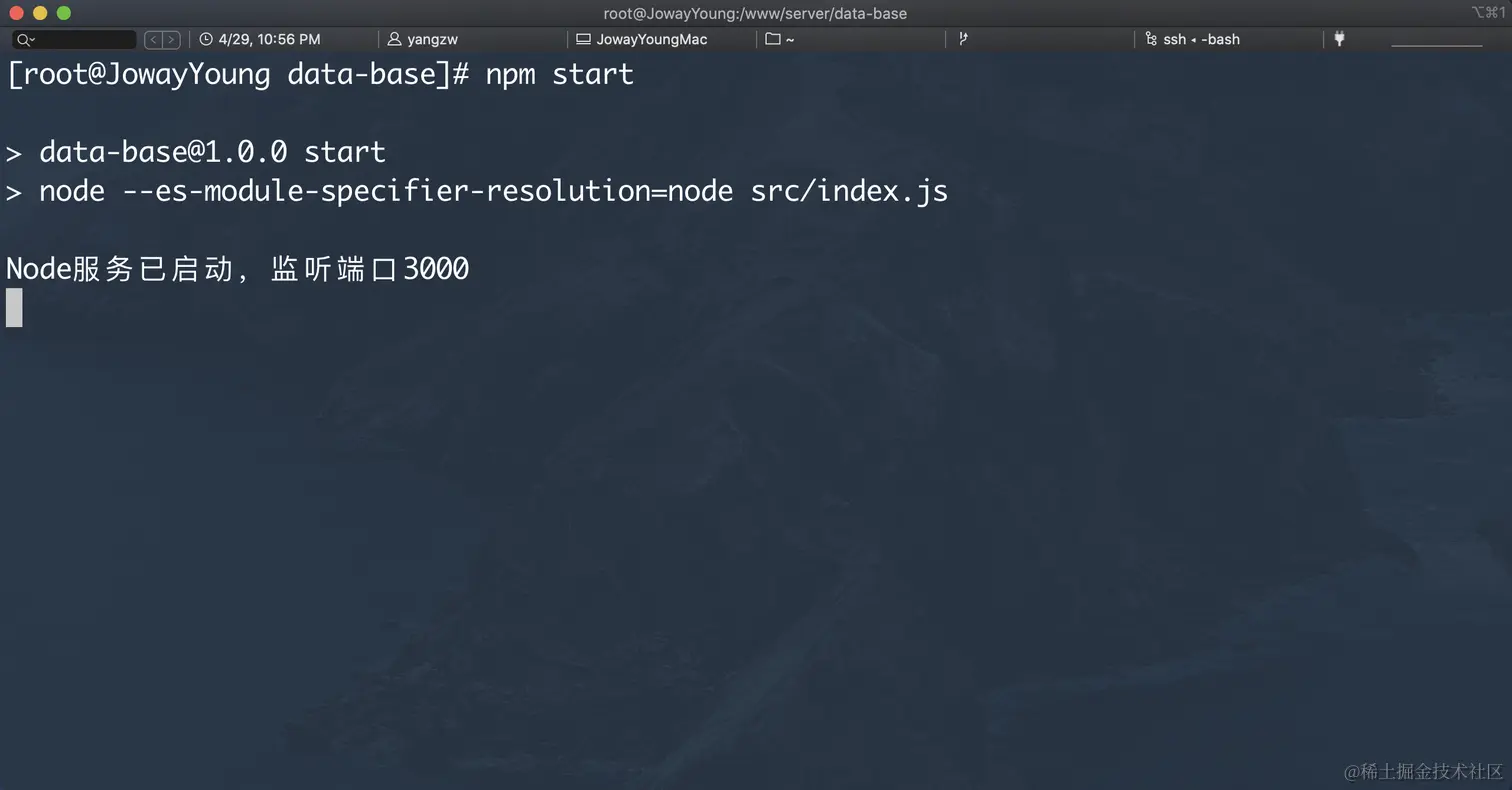 root@JowayYoung:/www/server/data-base
⌥⌘1
4/29, 10:56 PM
yangzw
JowayYoungMac
~
ssh ◂ -bash
[root@JowayYoung data-base]# npm start
> data-base@1.0.0 start
> node --es-module-specifier-resolution=node src/index.js
Node服务已启动, 监听端口3000
@稀土掘金技术社区